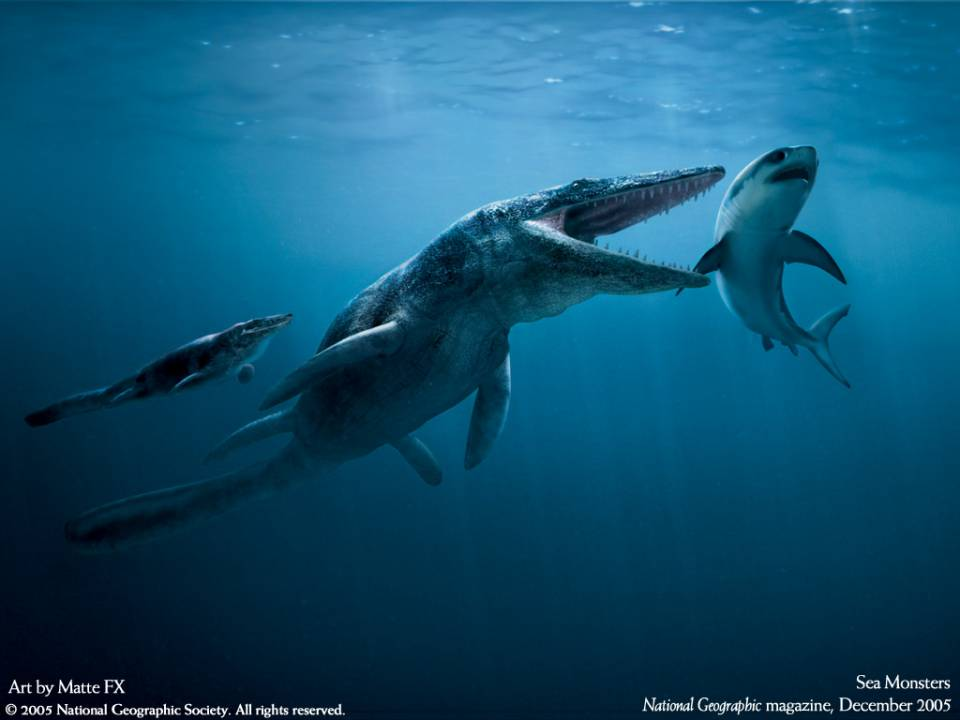 Art by Matte FX
© 2005 National Geographic Society. All rights reserved.
Sea Monsters
National Geographic magazine, December 2005